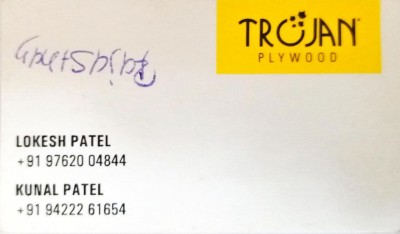 TROJAN
PLYWOOD
LOKESH PATEL
+91 97620 04844
KUNAL PATEL
+91 94222 61654